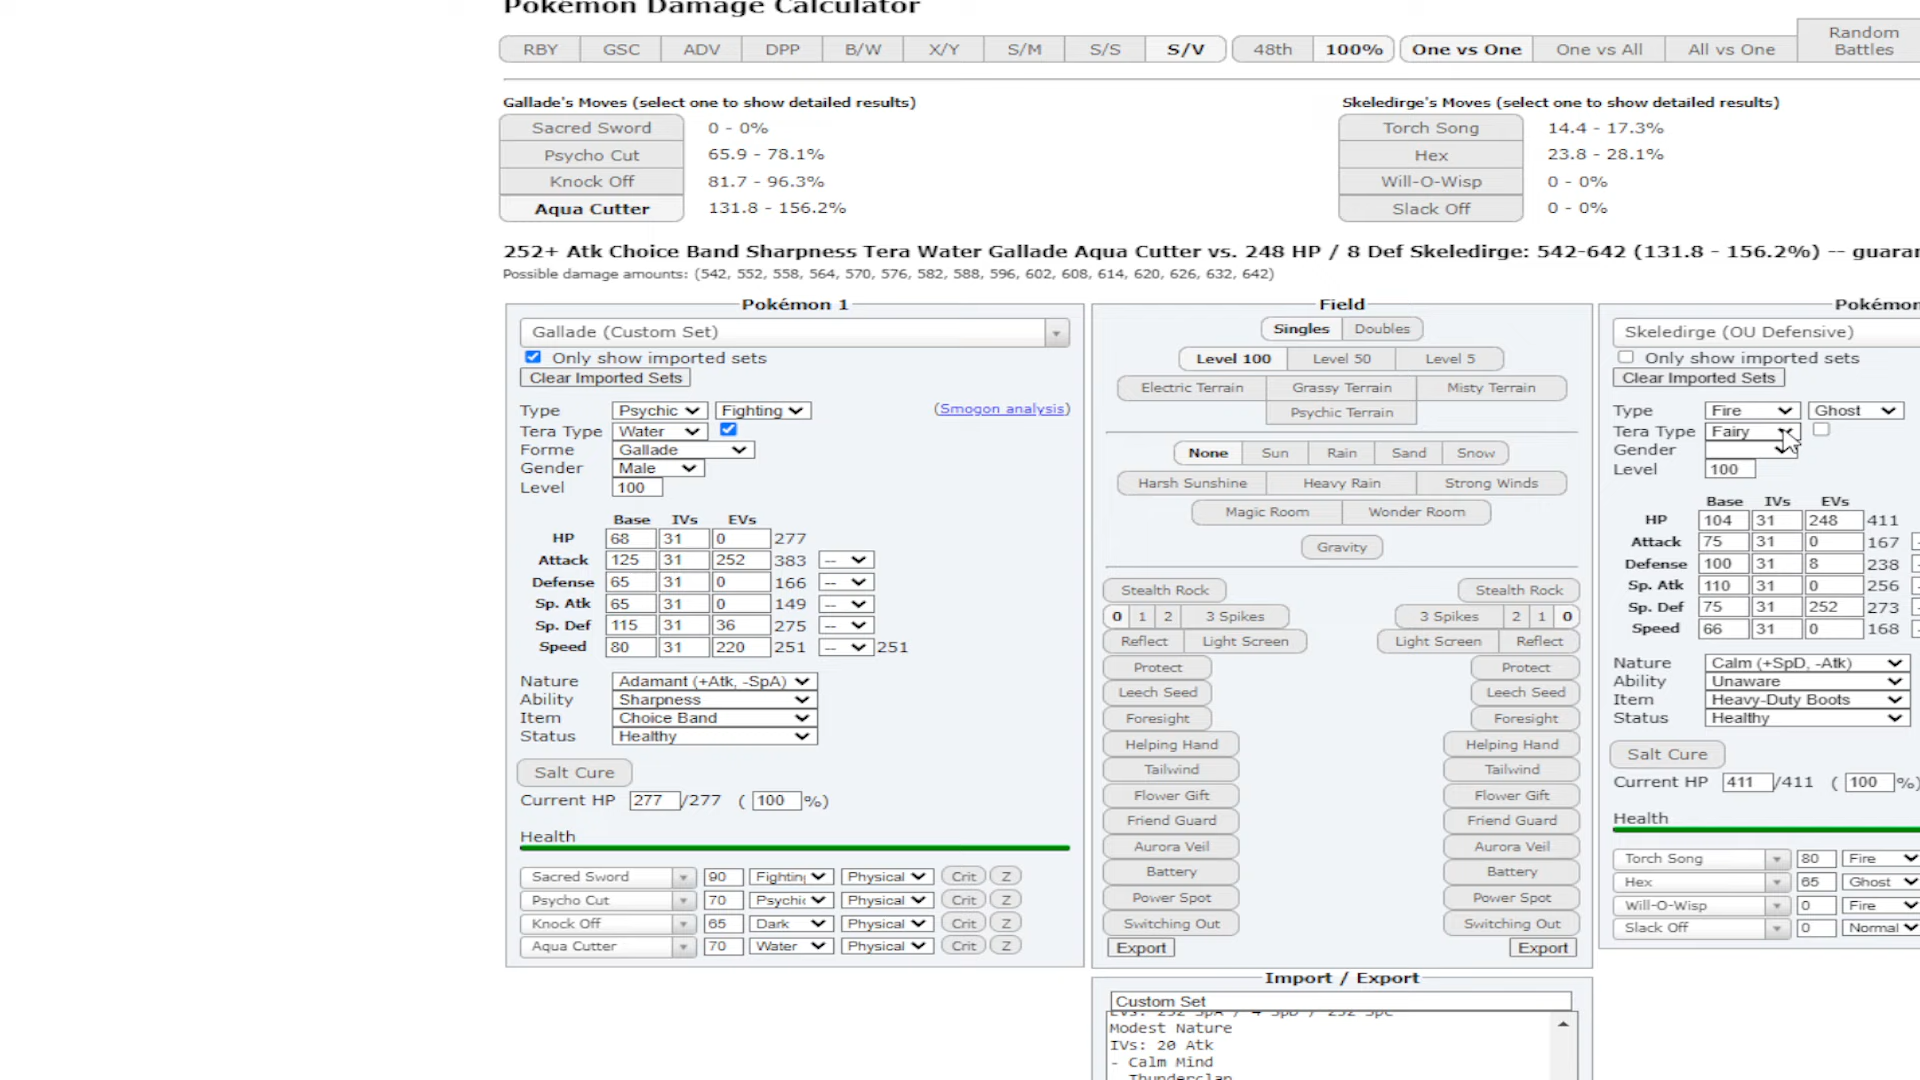 Pokémon Damage Calculator
RBY GSC ADV DPP B/W X/Y S/M S/S S/V 48th 100% One vs One One vs All All vs One Random Battles
Gallade's Moves (select one to show detailed results)
Sacred Sword 0 - 0%
Psycho Cut 65.9 - 78.1%
Knock Off 81.7 - 96.3%
Aqua Cutter 131.8 - 156.2%
Skeledirge's Moves (select one to show detailed results)
Torch Song 14.4 - 17.3%
Hex 23.8 - 28.1%
Will-O-Wisp 0 - 0%
Slack Off 0 - 0%
252+ Atk Choice Band Sharpness Tera Water Gallade Aqua Cutter vs. 248 HP / 8 Def Skeledirge: 542-642 (131.8 - 156.2%) -- guaran
Possible damage amounts: (542, 552, 558, 564, 570, 576, 582, 588, 596, 602, 608, 614, 620, 626, 632, 642)
Pokémon 1
Gallade (Custom Set)
Only show imported sets
Clear Imported Sets
Type Psychic Fighting (Smogon analysis)
Tera Type Water
Forme Gallade
Gender Male
Level 100
Base IVs EVs
HP 68 31 0 277
Attack 125 31 252 383 --
Defense 65 31 0 166 --
Sp. Atk 65 31 0 149 --
Sp. Def 115 31 36 275 --
Speed 80 31 220 251 -- 251
Nature Adamant (+Atk, -SpA)
Ability Sharpness
Item Choice Band
Status Healthy
Salt Cure
Current HP 277 /277 ( 100 %)
Health
Sacred Sword 90 Fighting Physical Crit Z
Psycho Cut 70 Psychic Physical Crit Z
Knock Off 65 Dark Physical Crit Z
Aqua Cutter 70 Water Physical Crit Z
Field
Singles Doubles
Level 100 Level 50 Level 5
Electric Terrain Grassy Terrain Misty Terrain
Psychic Terrain
None Sun Rain Sand Snow
Harsh Sunshine Heavy Rain Strong Winds
Magic Room Wonder Room
Gravity
Stealth Rock Stealth Rock
0 1 2 3 Spikes 3 Spikes 2 1 0
Reflect Light Screen Light Screen Reflect
Protect Protect
Leech Seed Leech Seed
Foresight Foresight
Helping Hand Helping Hand
Tailwind Tailwind
Flower Gift Flower Gift
Friend Guard Friend Guard
Aurora Veil Aurora Veil
Battery Battery
Power Spot Power Spot
Switching Out Switching Out
Export Export
Import / Export
Custom Set
EVs: 252 SpA / 4 SpD / 252 Spe
Modest Nature
IVs: 20 Atk
- Calm Mind
- Thunderclap
Pokémon
Skeledirge (OU Defensive)
Only show imported sets
Clear Imported Sets
Type Fire Ghost
Tera Type Fairy
Gender
Level 100
Base IVs EVs
HP 104 31 248 411
Attack 75 31 0 167
Defense 100 31 8 238
Sp. Atk 110 31 0 256
Sp. Def 75 31 252 273
Speed 66 31 0 168
Nature Calm (+SpD, -Atk)
Ability Unaware
Item Heavy-Duty Boots
Status Healthy
Salt Cure
Current HP 411 /411 ( 100 %)
Health
Torch Song 80 Fire
Hex 65 Ghost
Will-O-Wisp 0 Fire
Slack Off 0 Normal